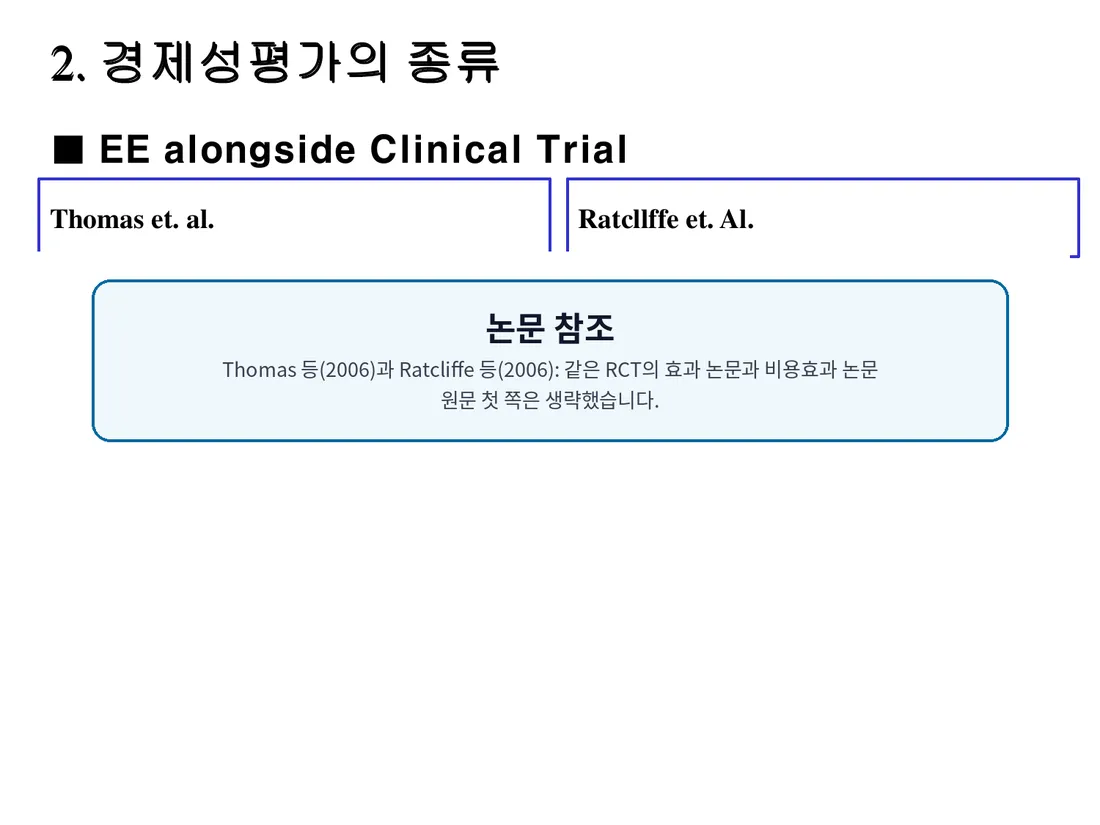 2. 경제성평가의 종류
■ EE alongside Clinical Trial
Thomas et. al.
Ratcllffe et. Al.
논문 참조
Thomas 등(2006)과 Ratcliffe 등(2006): 같은 RCT의 효과 논문과 비용효과 논문
원문 첫 쪽은 생략했습니다.